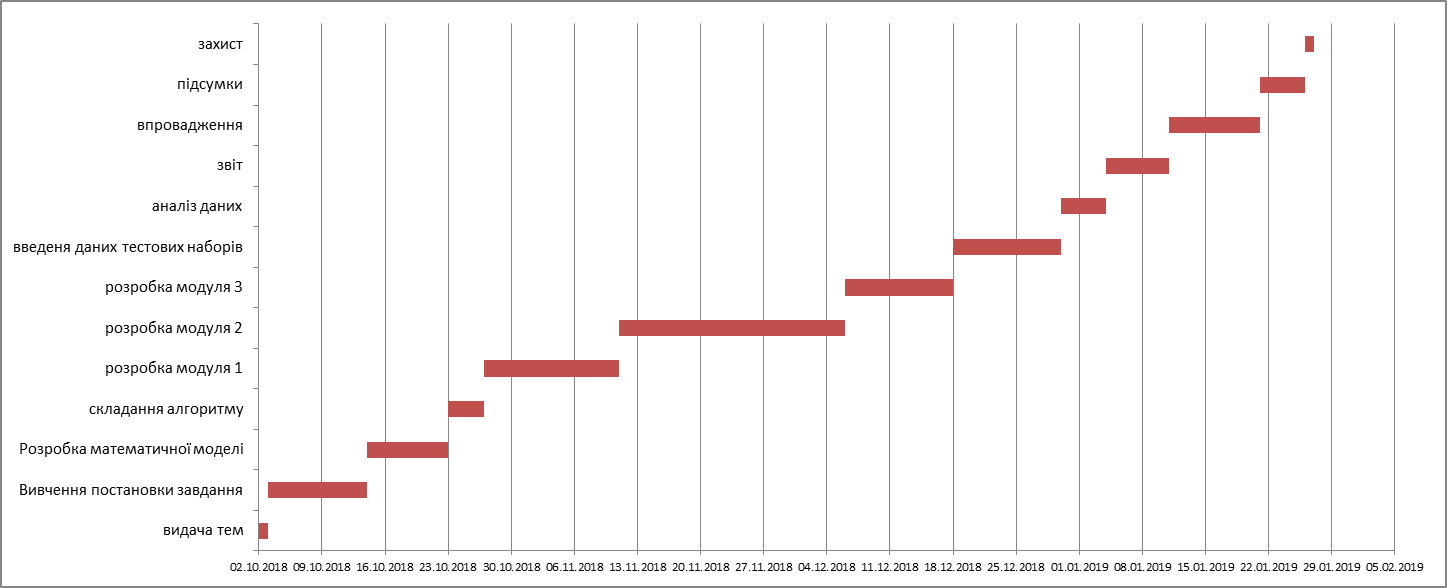 захист
підсумки
впровадження
звіт
аналіз даних
введеня даних тестових наборів
розробка модуля 3
розробка модуля 2
розробка модуля 1
складання алгоритму
Розробка математичної моделі
Вивчення постановки завдання
видача тем
02.10.2018 09.10.2018 16.10.2018 23.10.2018 30.10.2018 06.11.2018 13.11.2018 20.11.2018 27.11.2018 04.12.2018 11.12.2018 18.12.2018 25.12.2018 01.01.2019 08.01.2019 15.01.2019 22.01.2019 29.01.2019 05.02.2019